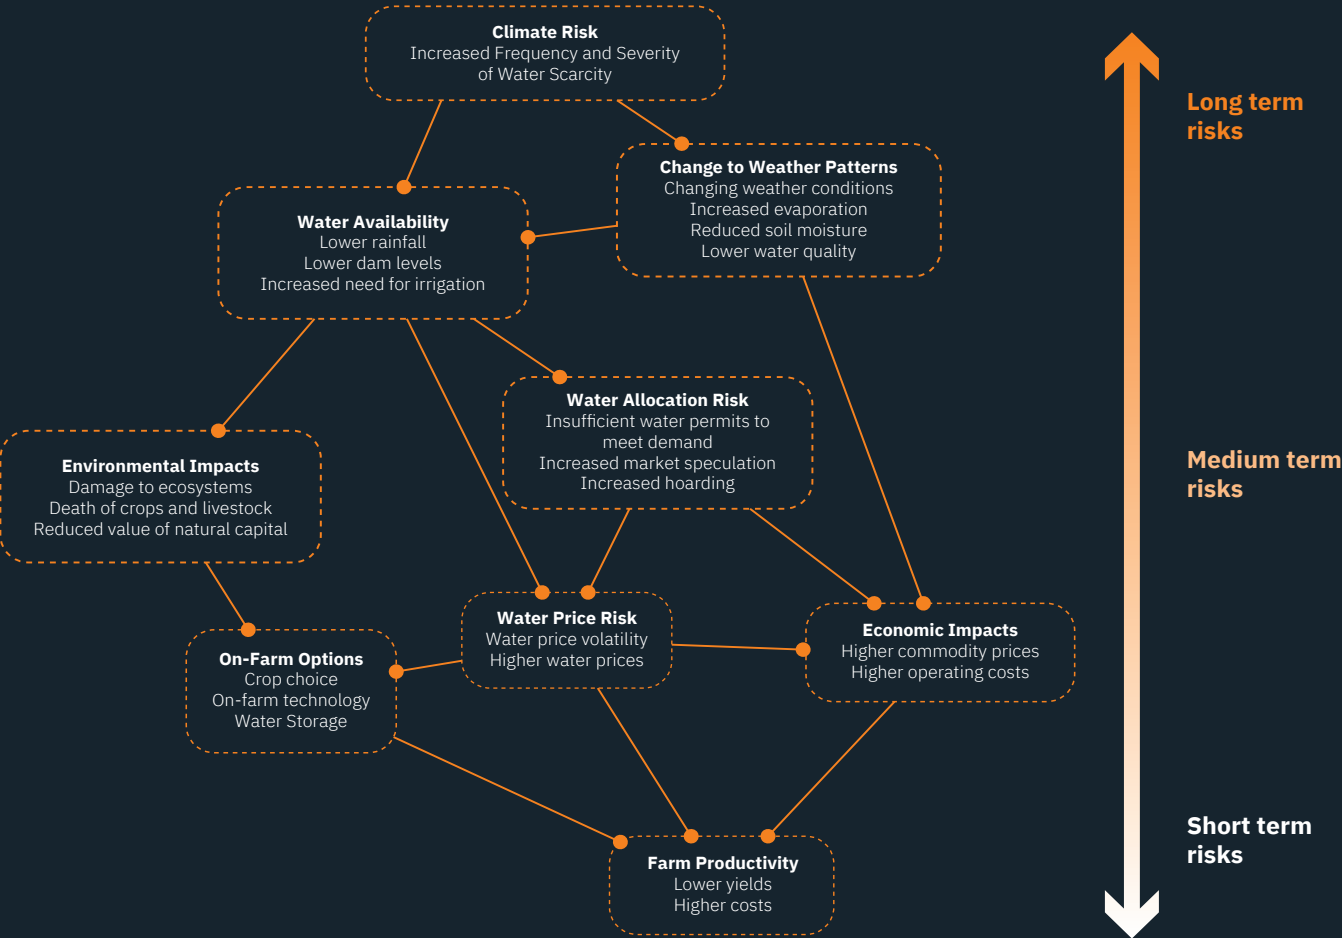 Climate Risk
Increased Frequency and Severity
of Water Scarcity
Long term
risks
Change to Weather Patterns
Changing weather conditions
Increased evaporation
Reduced soil moisture
Lower water quality
Water Availability
Lower rainfall
Lower dam levels
Increased need for irrigation
Water Allocation Risk
Insufficient water permits to
meet demand
Increased market speculation
Increased hoarding
Medium term
risks
Environmental Impacts
Damage to ecosystems
Death of crops and livestock
Reduced value of natural capital
Water Price Risk
Water price volatility
Higher water prices
Economic Impacts
Higher commodity prices
Higher operating costs
On-Farm Options
Crop choice
On-farm technology
Water Storage
Short term
risks
Farm Productivity
Lower yields
Higher costs